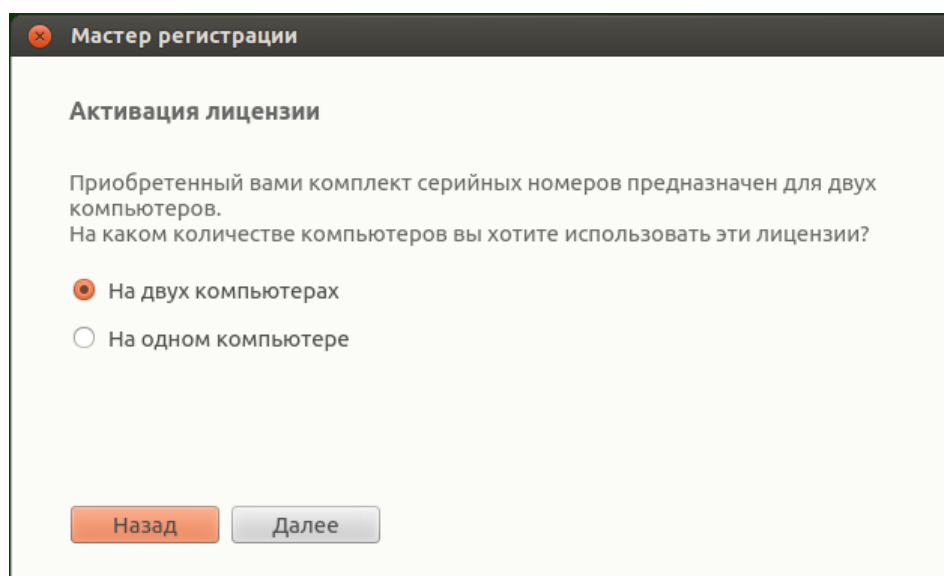 Мастер регистрации
Активация лицензии
Приобретенный вами комплект серийных номеров предназначен для двух
компьютеров.
На каком количестве компьютеров вы хотите использовать эти лицензии?
На двух компьютерах
На одном компьютере
Назад Далее